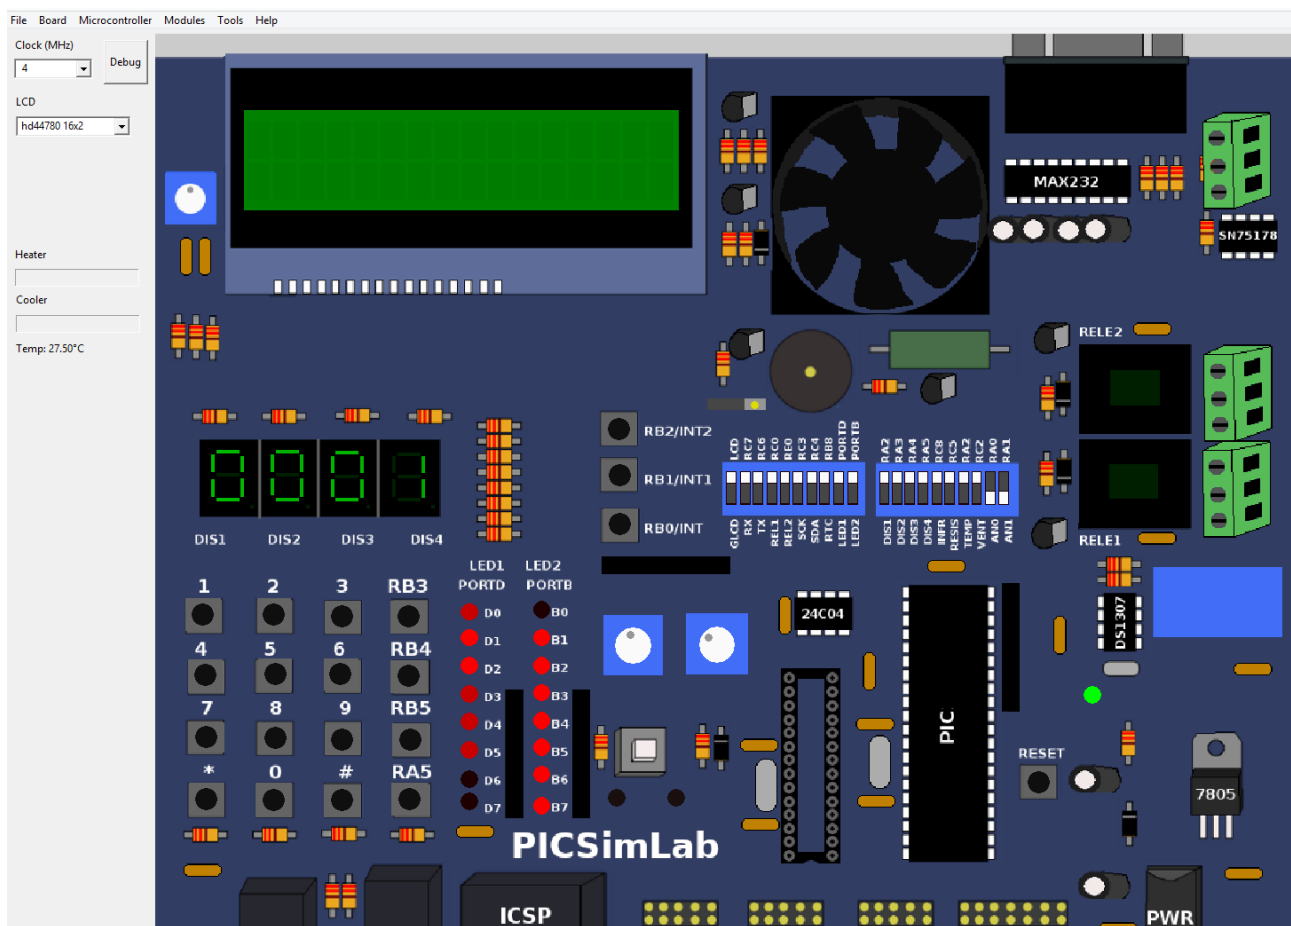 File Board Microcontroller Modules Tools Help
Clock (MHz)
4
Debug
LCD
hd44780 16x2
Heater
Cooler
Temp: 27.50°C
MAX232
SN75178
RELE2
RELE1
RB2/INT2
RB1/INT1
RB0/INT
LCD RC7 RC6 RC0 RE0 RC3 RC4 RB8 PORTD PORTB
GLCD RX TX REL1 REL2 SCK SDA RTC LED1 LED2
RA2 RA3 RA4 RA5 RC8 RC5 RA2 RC2 RA0 RA1
DIS1 DIS2 DIS3 DIS4 INFR RESIS TEMP VENT AN0 AN1
0001
DIS1 DIS2 DIS3 DIS4
LED1 LED2
PORTD PORTB
1 2 3 RB3
4 5 6 RB4
7 8 9 RB5
* 0 # RA5
D0 B0
D1 B1
D2 B2
D3 B3
D4 B4
D5 B5
D6 B6
D7 B7
24C04
DS1307
PIC
RESET
7805
PICSimLab
ICSP
PWR